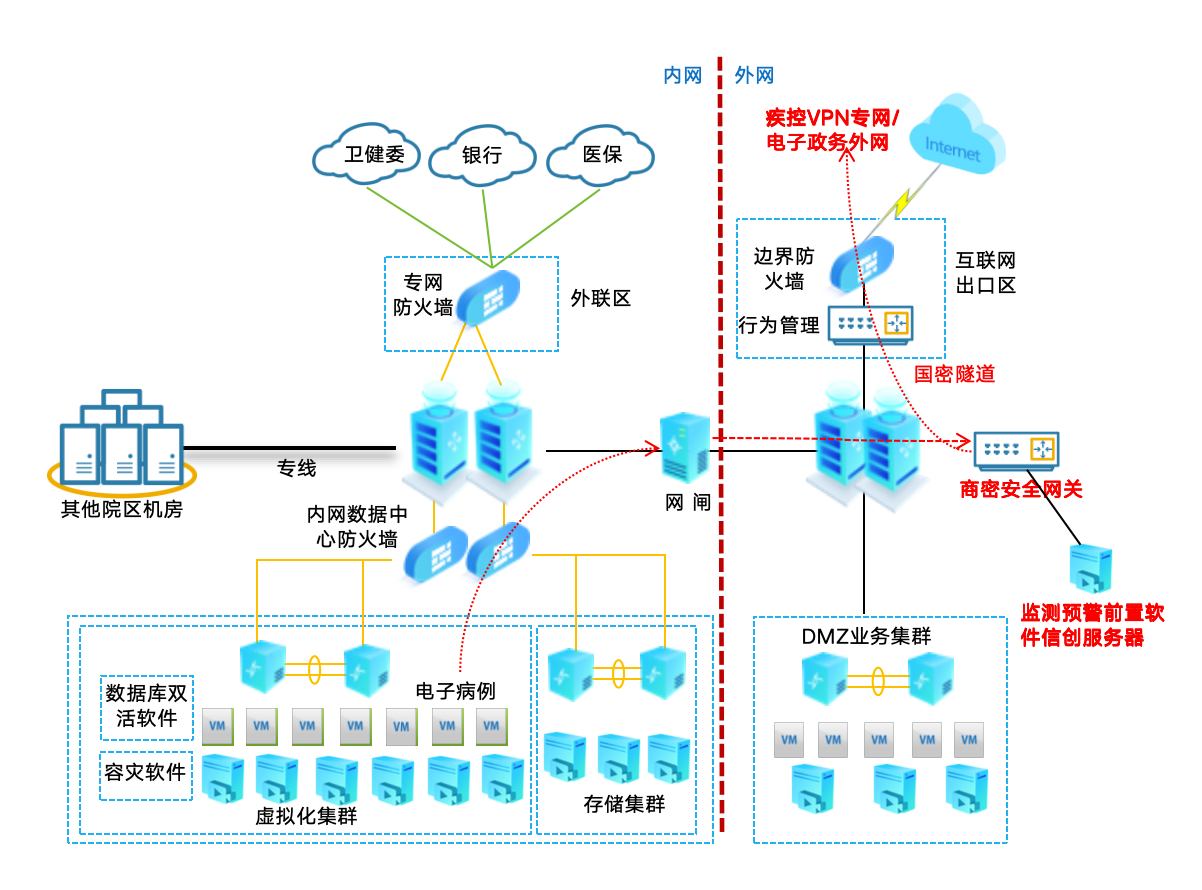 内网
外网
疾控VPN专网/
电子政务外网
Internet
卫健委
银行
医保
专网
防火墙
外联区
边界防
火墙
互联网
出口区
行为管理
国密隧道
专线
其他院区机房
网 闸
商密安全网关
内网数据中
心防火墙
监测预警前置软
件信创服务器
DMZ业务集群
数据库双
活软件
电子病例
VM
VM
VM
VM
VM
VM
VM
VM
VM
VM
VM
VM
容灾软件
虚拟化集群
存储集群